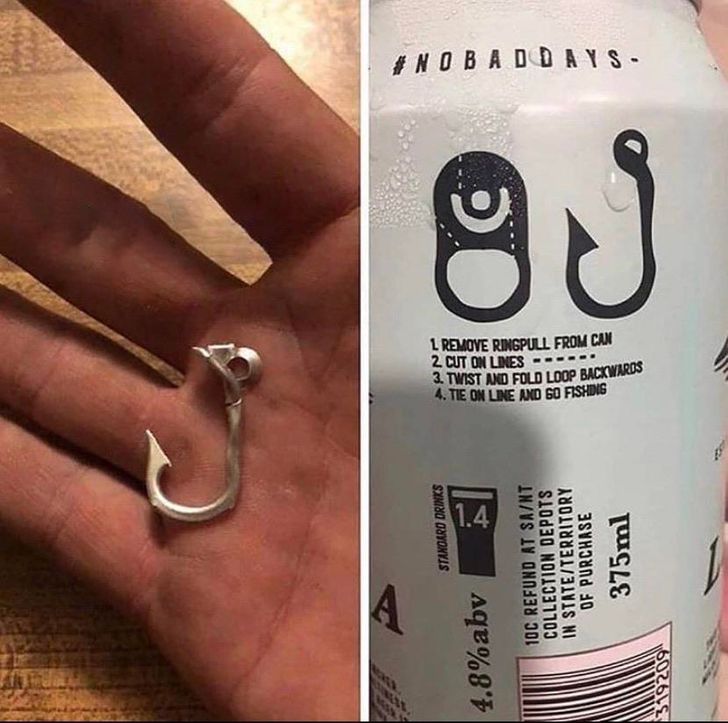 #NOBADDAYS-
1. REMOVE RINGPULL FROM CAN
2. CUT ON LINES -------
3. TWIST AND FOLD LOOP BACKWARDS
4. TIE ON LINE AND GO FISHING
STANDARD DRINKS
1.4
4.8%abv
10C REFUND AT SA/NT
COLLECTION DEPOTS
IN STATE/TERRITORY
OF PURCHASE
375ml
A
319209